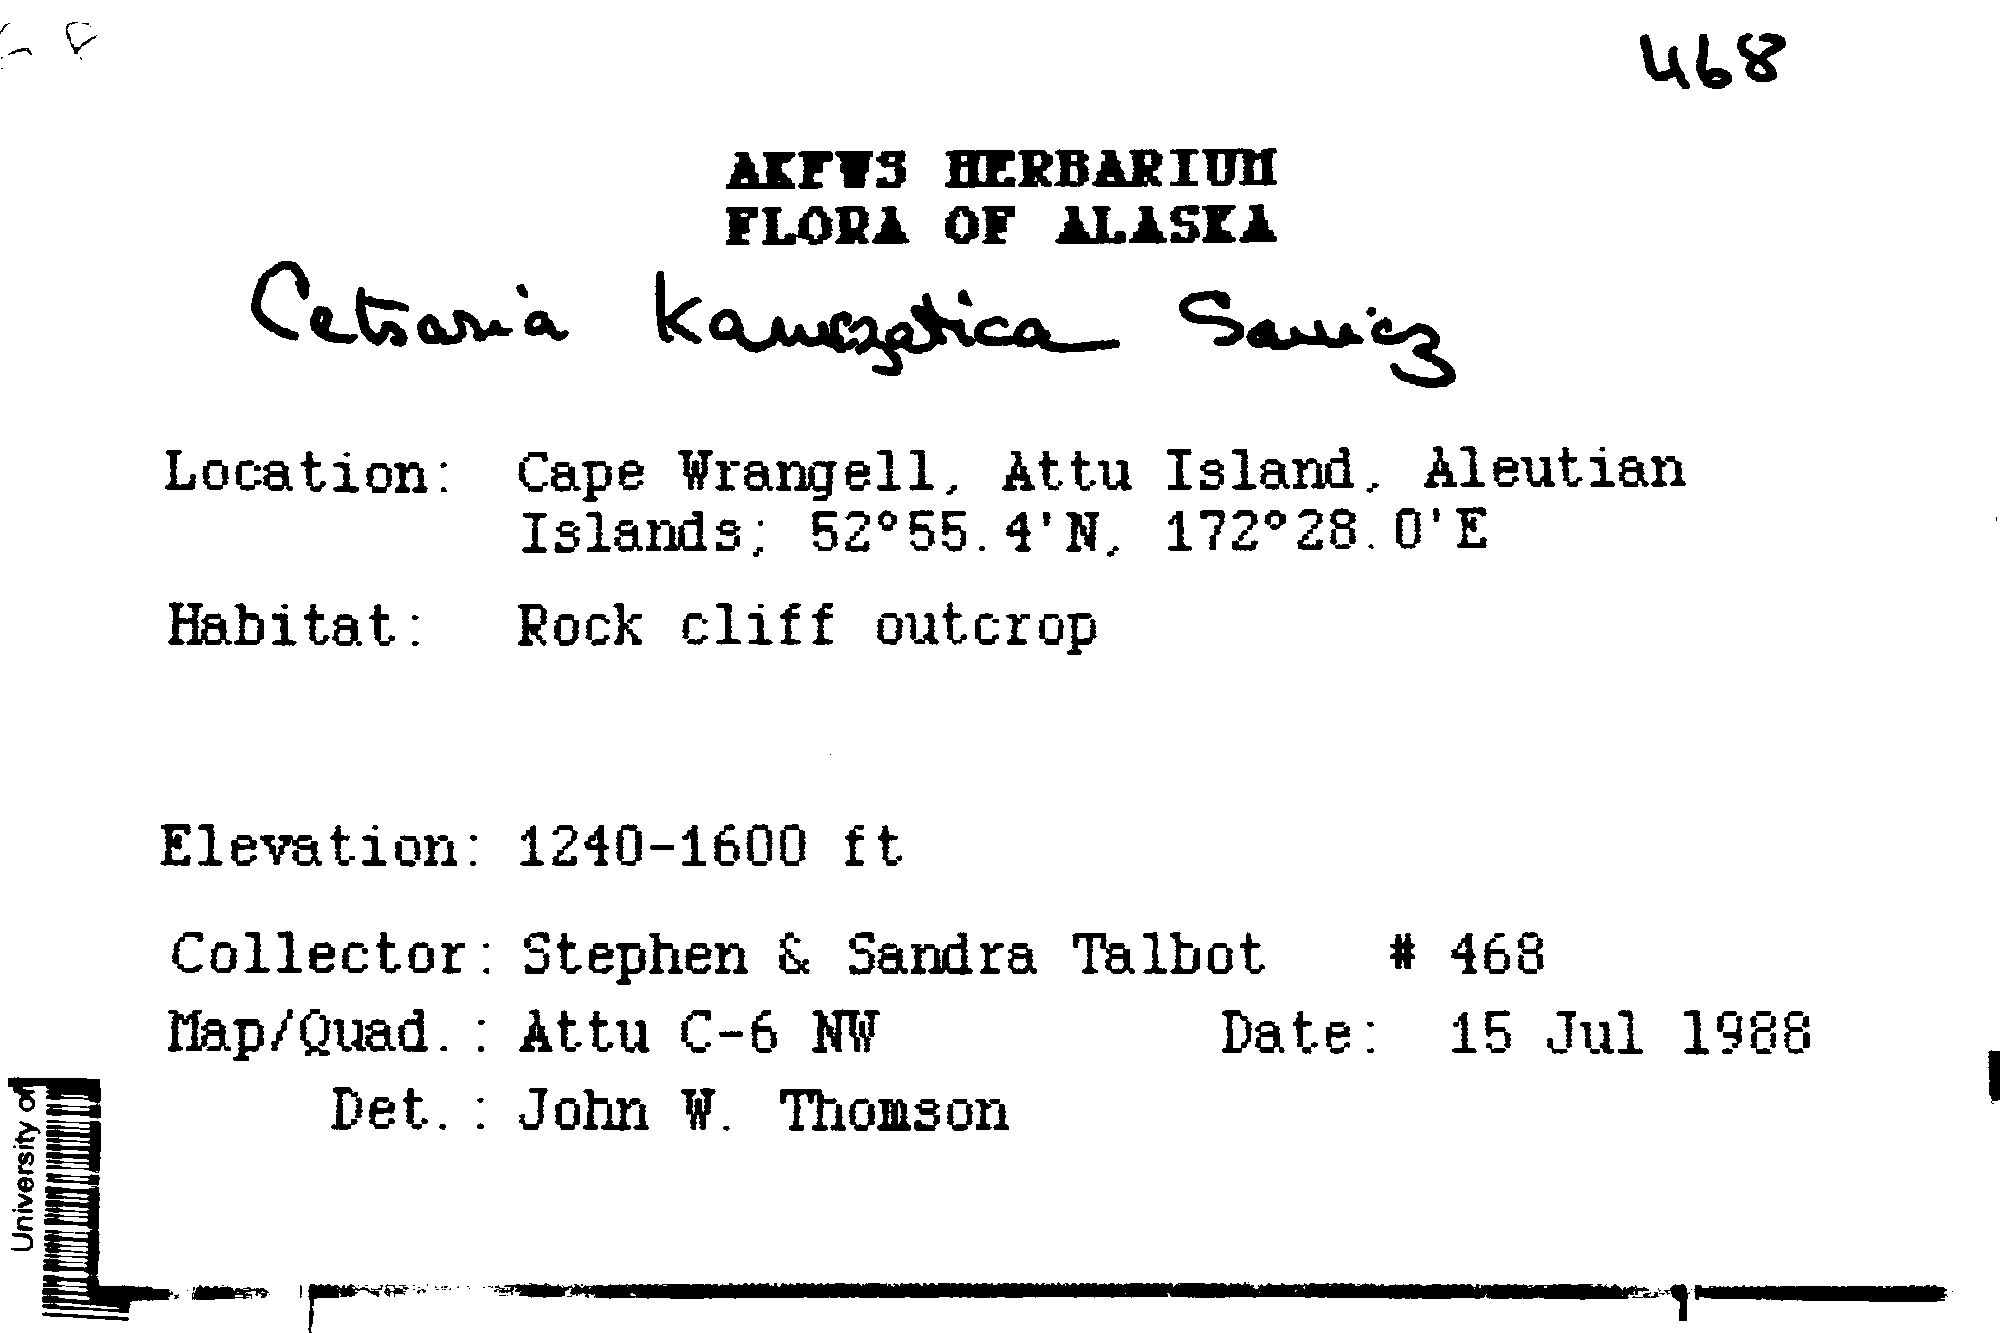 468
AKFWS HERBARIUM
FLORA OF ALASKA
Cetraria Kamczatica Savicz
Location: Cape Wrangell, Attu Island, Aleutian
Islands; 52°55.4'N, 172°28.0'E
Habitat: Rock cliff outcrop
Elevation: 1240-1600 ft
Collector: Stephen & Sandra Talbot # 468
Map/Quad.: Attu C-6 NW Date: 15 Jul 1988
Det.: John W. Thomson
University of